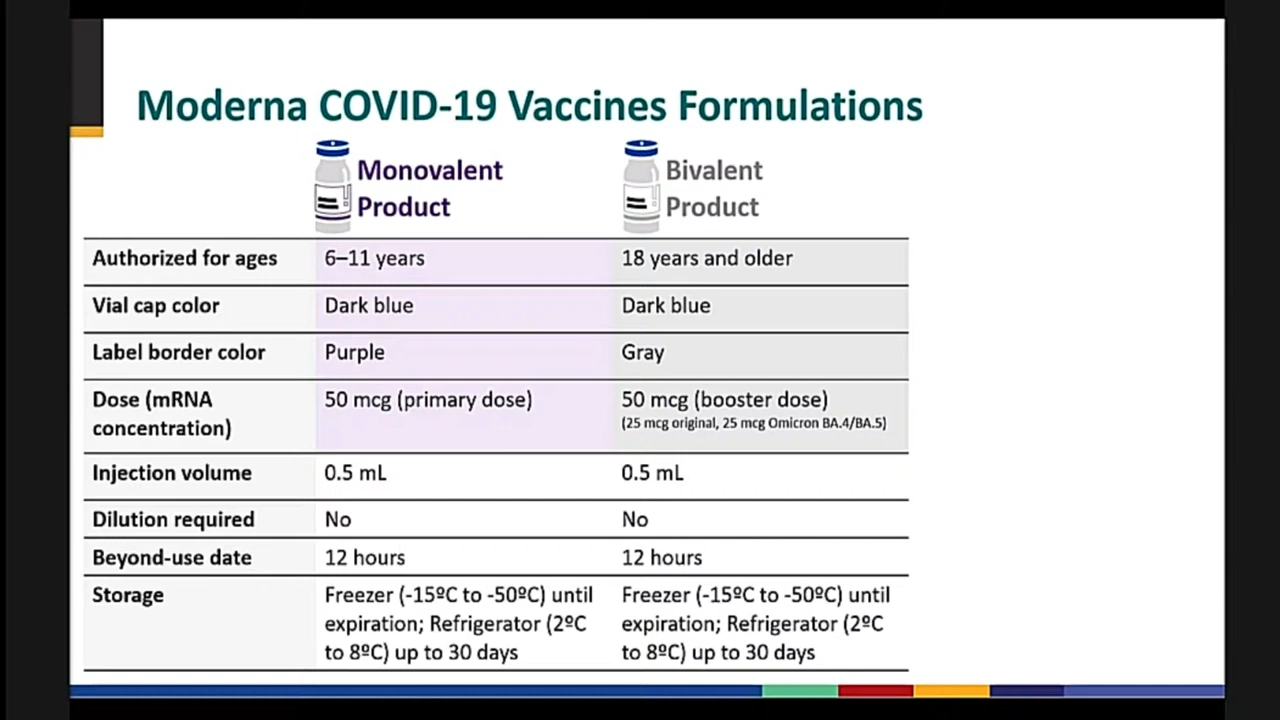 Moderna COVID-19 Vaccines Formulations
Monovalent
Product
Bivalent
Product
Authorized for ages
6–11 years
18 years and older
Vial cap color
Dark blue
Dark blue
Label border color
Purple
Gray
Dose (mRNA
concentration)
50 mcg (primary dose)
50 mcg (booster dose)
(25 mcg original, 25 mcg Omicron BA.4/BA.5)
Injection volume
0.5 mL
0.5 mL
Dilution required
No
No
Beyond-use date
12 hours
12 hours
Storage
Freezer (-15ºC to -50ºC) until
expiration; Refrigerator (2ºC
to 8ºC) up to 30 days
Freezer (-15ºC to -50ºC) until
expiration; Refrigerator (2ºC
to 8ºC) up to 30 days